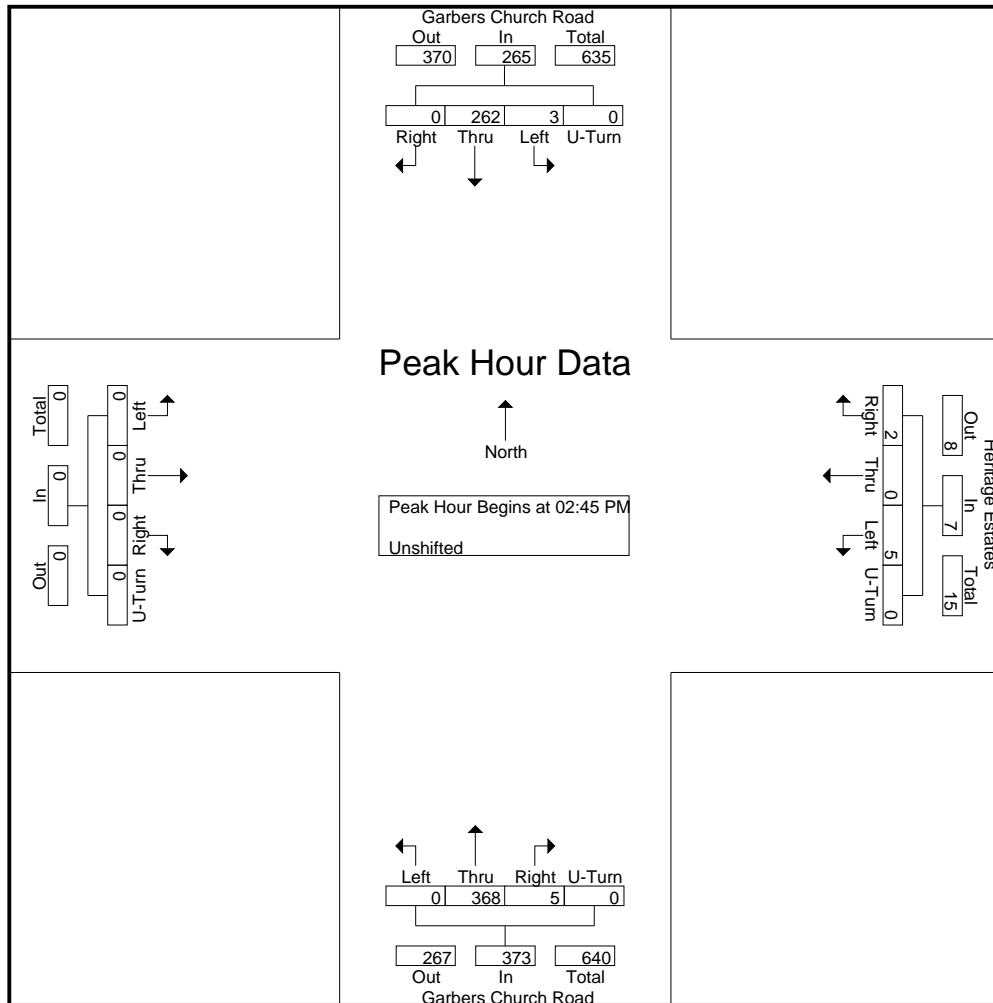 Garbers Church Road
Out In Total
370 265 635
0 262 3 0
Right Thru Left U-Turn
Peak Hour Data
North
Peak Hour Begins at 02:45 PM
Unshifted
Left Thru Right U-Turn
0 0 0 0
Total In Out
0 0 0
Heritage Estates
Out In Total
8 7 15
2 0 5 0
Right Thru Left U-Turn
Left Thru Right U-Turn
0 368 5 0
267 373 640
Out In Total
Garbers Church Road